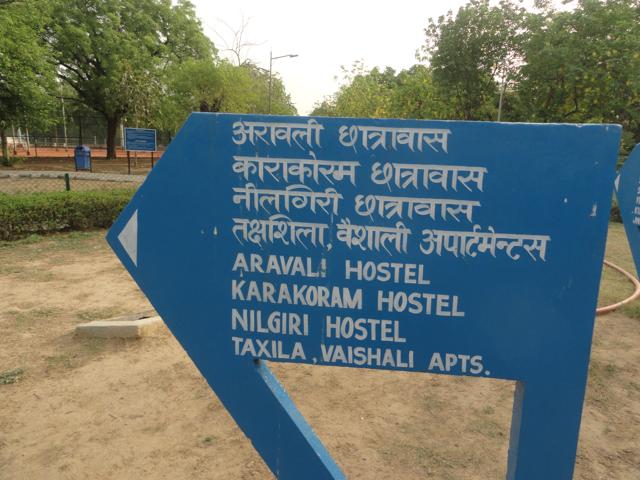 अरावली छात्रावास
काराकोरम छात्रावास
नीलगिरी छात्रावास
तक्षशिला, वैशाली अपार्टमेन्टस
ARAVALI HOSTEL
KARAKORAM HOSTEL
NILGIRI HOSTEL
TAXILA, VAISHALI APTS.